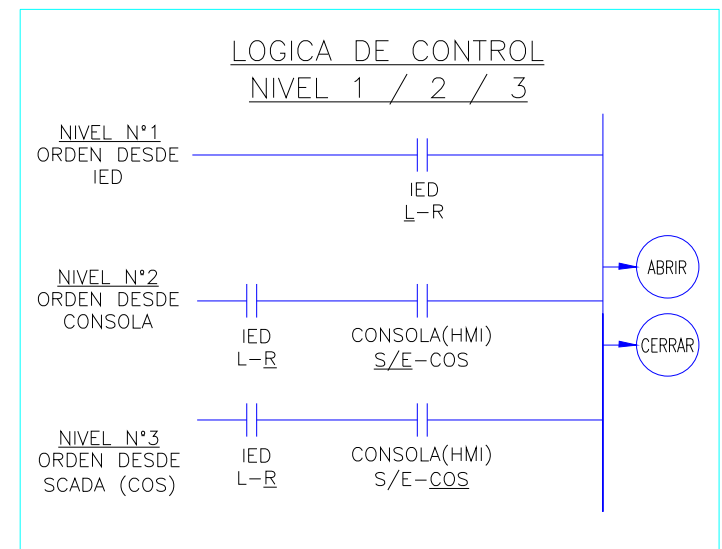 LOGICA DE CONTROL
NIVEL 1 / 2 / 3
NIVEL N°1
ORDEN DESDE
IED
IED
L-R
ABRIR
NIVEL N°2
ORDEN DESDE
CONSOLA
IED
L-R
CONSOLA(HMI)
S/E-COS
CERRAR
NIVEL N°3
ORDEN DESDE
SCADA (COS)
IED
L-R
CONSOLA(HMI)
S/E-COS